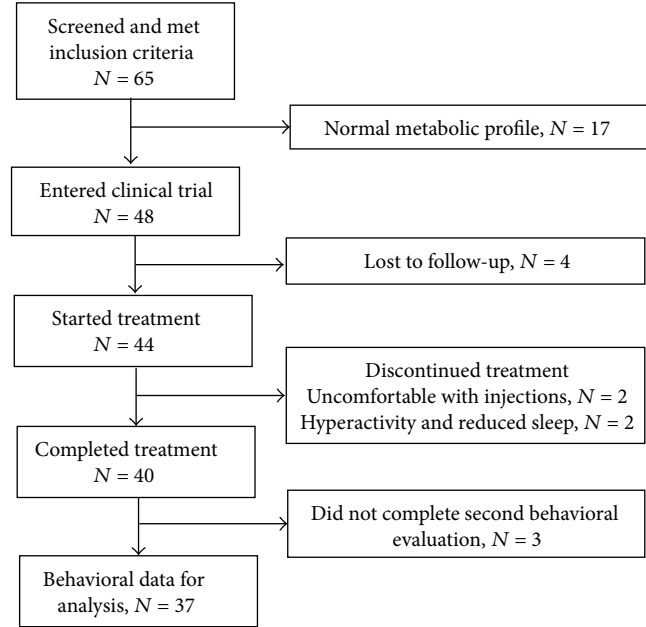 Screened and met
inclusion criteria
N = 65
Normal metabolic profile, N = 17
Entered clinical trial
N = 48
Lost to follow-up, N = 4
Started treatment
N = 44
Discontinued treatment
Uncomfortable with injections, N = 2
Hyperactivity and reduced sleep, N = 2
Completed treatment
N = 40
Did not complete second behavioral
evaluation, N = 3
Behavioral data for
analysis, N = 37